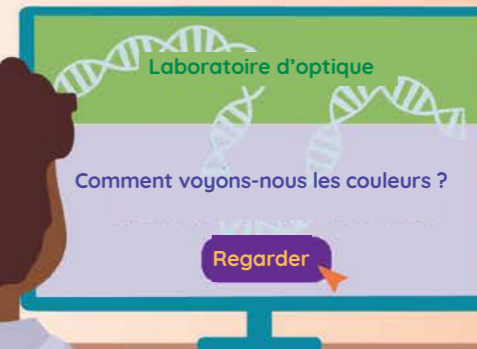 Laboratoire d'optique
Comment voyons-nous les couleurs ?
Regarder